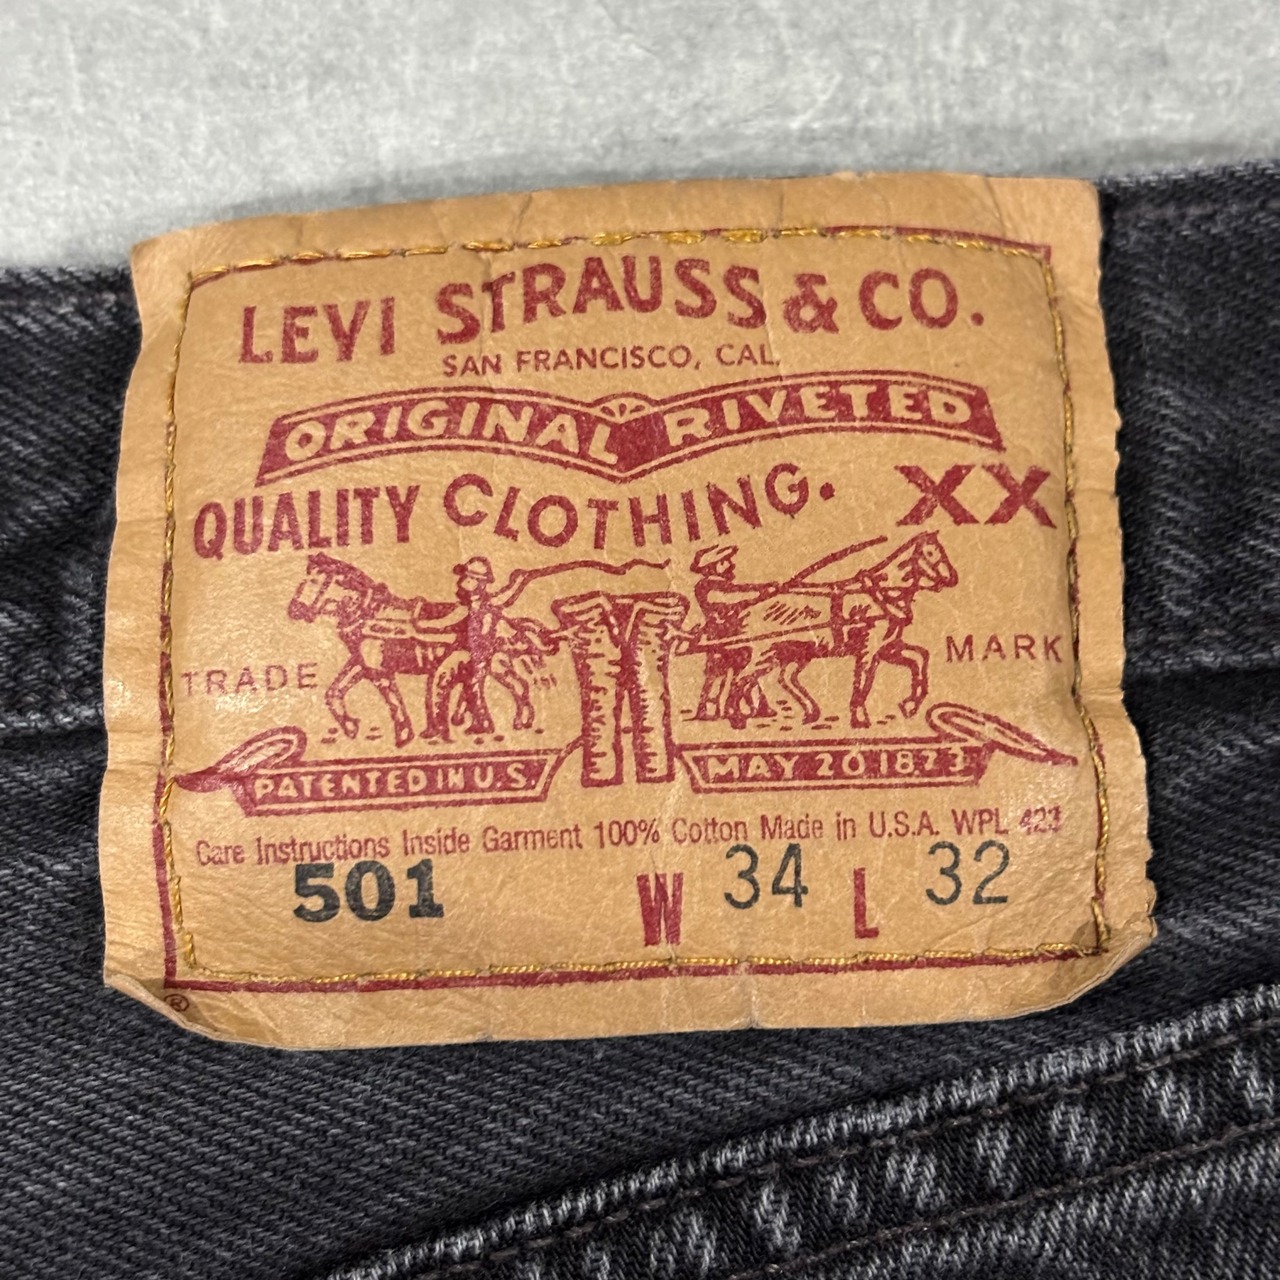 LEVI STRAUSS & CO.
SAN FRANCISCO, CAL.
ORIGINAL RIVETED
QUALITY CLOTHING. XX
TRADE MARK
PATENTED IN U.S. MAY 20 1873
Care Instructions Inside Garment 100% Cotton Made in U.S.A. WPL 423
501 W 34 L 32
®